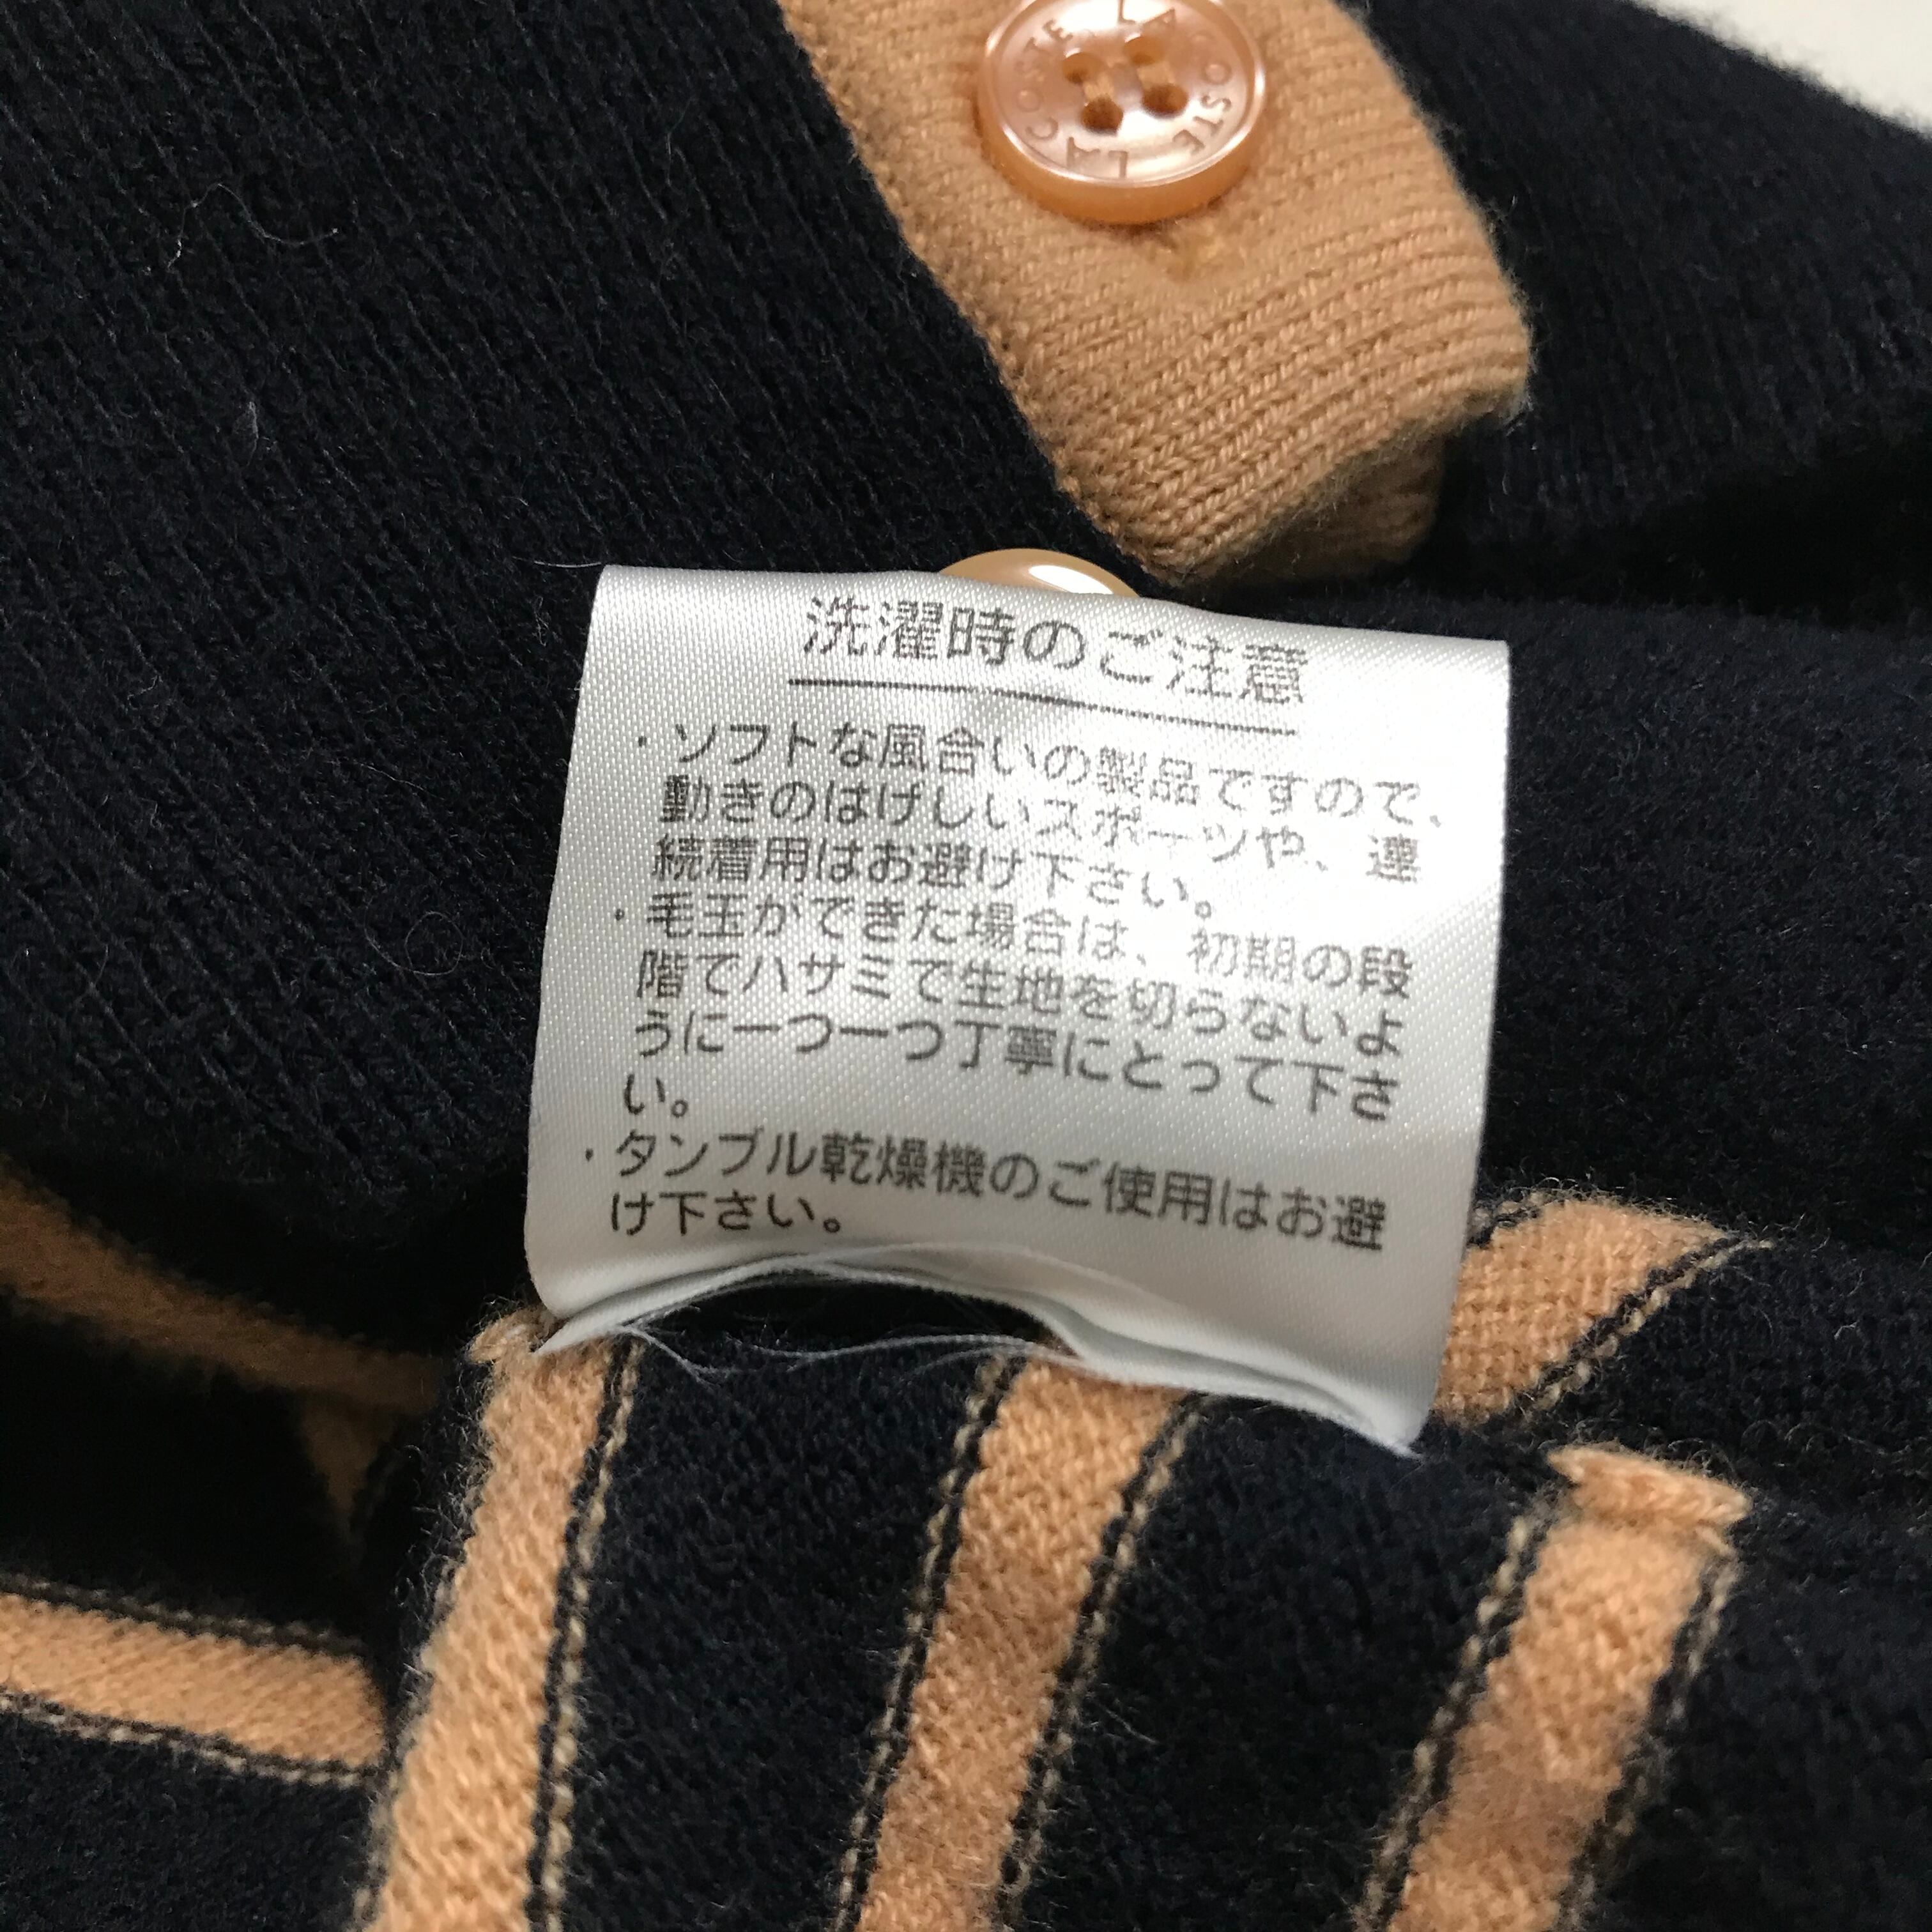 LACOSTE LACOSTE
洗濯時のご注意
・ソフトな風合いの製品ですので、
動きのはげしいスポーツや、連
続着用はお避け下さい。
・毛玉ができた場合は、初期の段
階でハサミで生地を切らないよ
うに一つ一つ丁寧にとって下さ
い。
・タンブル乾燥機のご使用はお避
け下さい。